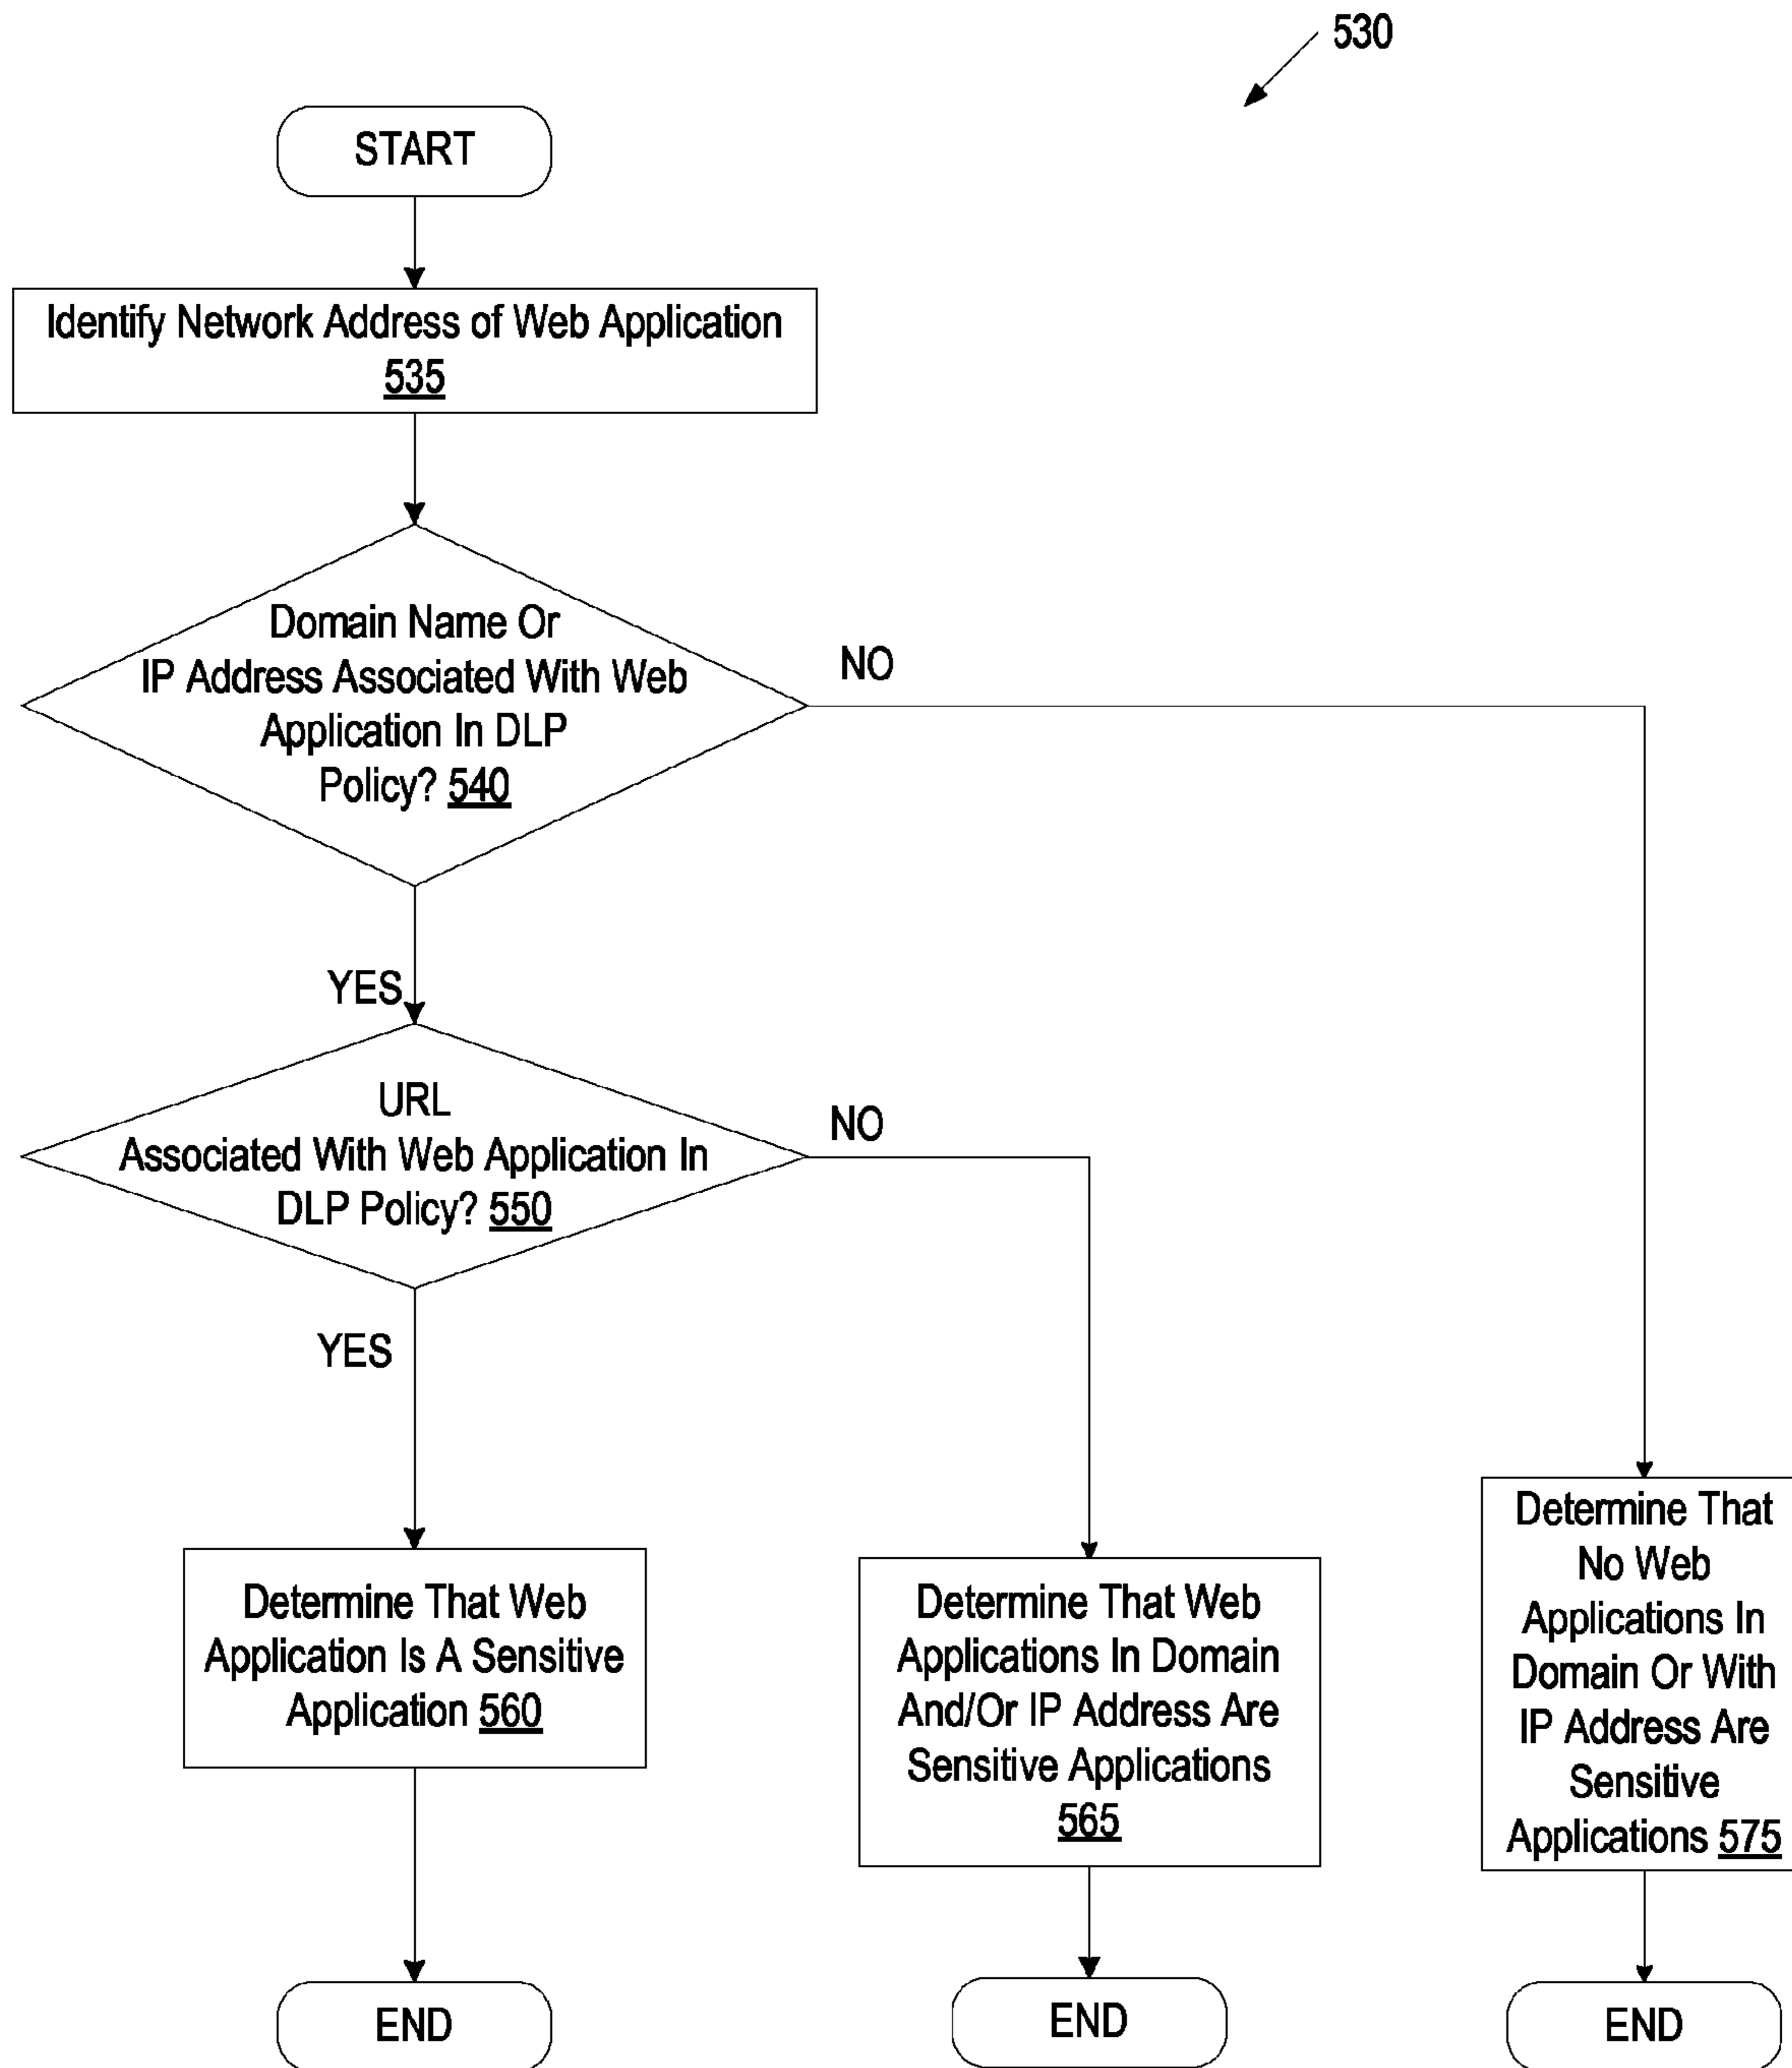 530
START
Identify Network Address of Web Application
535
Domain Name Or
IP Address Associated With Web
Application In DLP
Policy? 540
NO
YES
URL
Associated With Web Application In
DLP Policy? 550
NO
YES
Determine That Web
Application Is A Sensitive
Application 560
Determine That Web
Applications In Domain
And/Or IP Address Are
Sensitive Applications
565
Determine That
No Web
Applications In
Domain Or With
IP Address Are
Sensitive
Applications 575
END
END
END